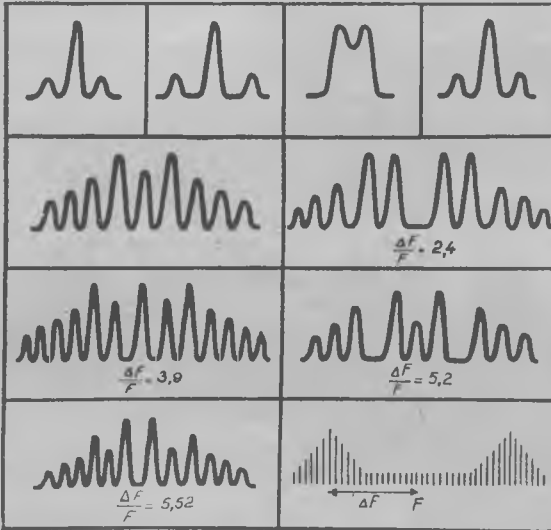 ΔF/F = 2,4
ΔF/F = 3,9
ΔF/F = 5,2
ΔF/F = 5,52
ΔF F